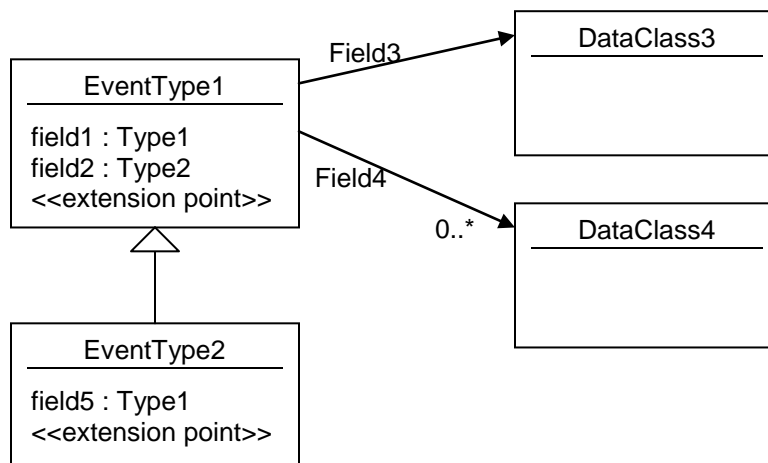 EventType1
field1 : Type1
field2 : Type2
<<extension point>>
Field3
DataClass3
Field4
0..*
DataClass4
EventType2
field5 : Type1
<<extension point>>